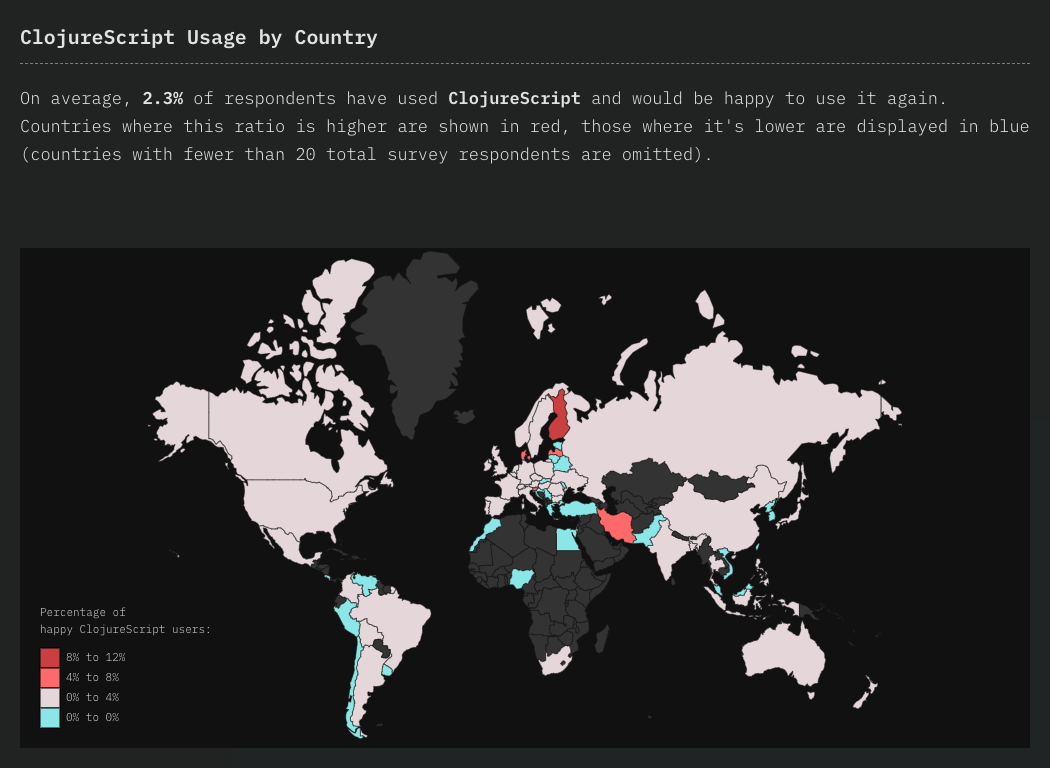 ClojureScript Usage by Country
On average, 2.3% of respondents have used ClojureScript and would be happy to use it again.
Countries where this ratio is higher are shown in red, those where it's lower are displayed in blue
(countries with fewer than 20 total survey respondents are omitted).
Percentage of
happy ClojureScript users:
8% to 12%
4% to 8%
0% to 4%
0% to 0%